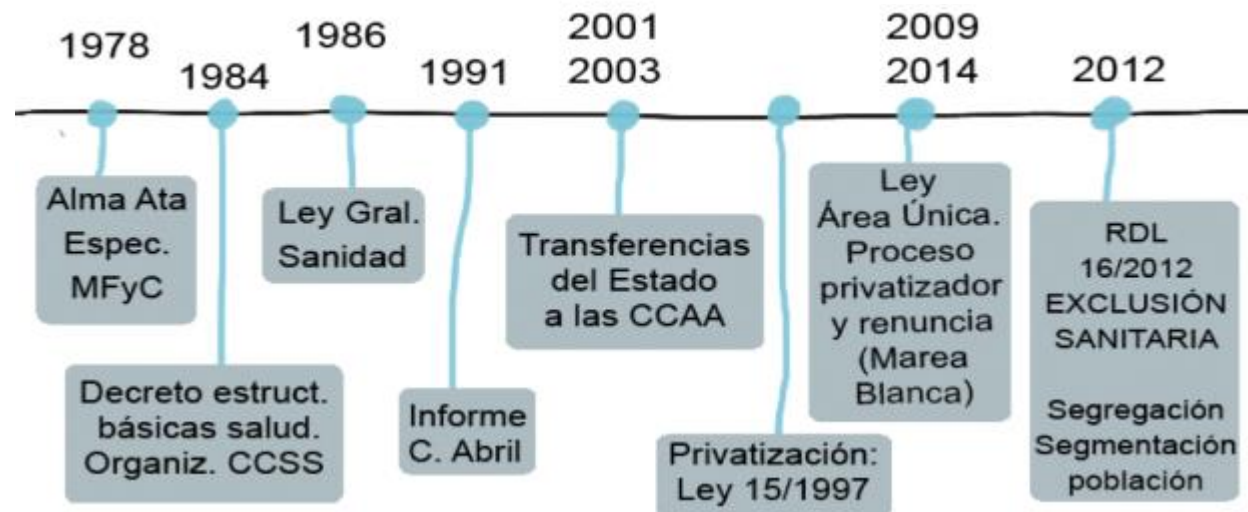 1978
Alma Ata
Espec.
MFyC
1984
Decreto estruct.
básicas salud.
Organiz. CCSS
1986
Ley Gral.
Sanidad
1991
Informe
C. Abril
2001
2003
Transferencias
del Estado
a las CCAA
Privatización:
Ley 15/1997
2009
2014
Ley
Área Única.
Proceso
privatizador
y renuncia
(Marea
Blanca)
2012
RDL
16/2012
EXCLUSIÓN
SANITARIA
Segregación
Segmentación
población